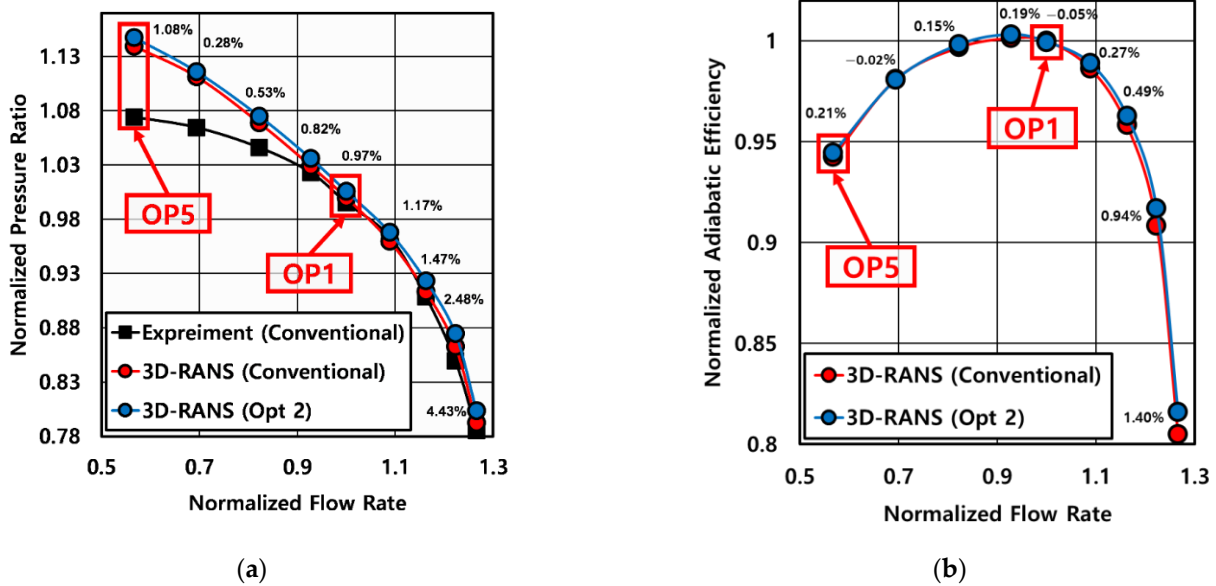 Normalized Pressure Ratio
1.13
1.08
1.03
0.98
0.93
0.88
0.83
0.78
1.08%
0.28%
0.53%
0.82%
0.97%
1.17%
1.47%
2.48%
4.43%
OP5
OP1
Expreiment (Conventional)
3D-RANS (Conventional)
3D-RANS (Opt 2)
0.5 0.7 0.9 1.1 1.3
Normalized Flow Rate
(a)
Normalized Adiabatic Efficiency
1
0.95
0.9
0.85
0.8
0.21%
−0.02%
0.15%
0.19%
−0.05%
0.27%
0.49%
0.94%
1.40%
OP1
OP5
3D-RANS (Conventional)
3D-RANS (Opt 2)
0.5 0.7 0.9 1.1 1.3
Normalized Flow Rate
(b)